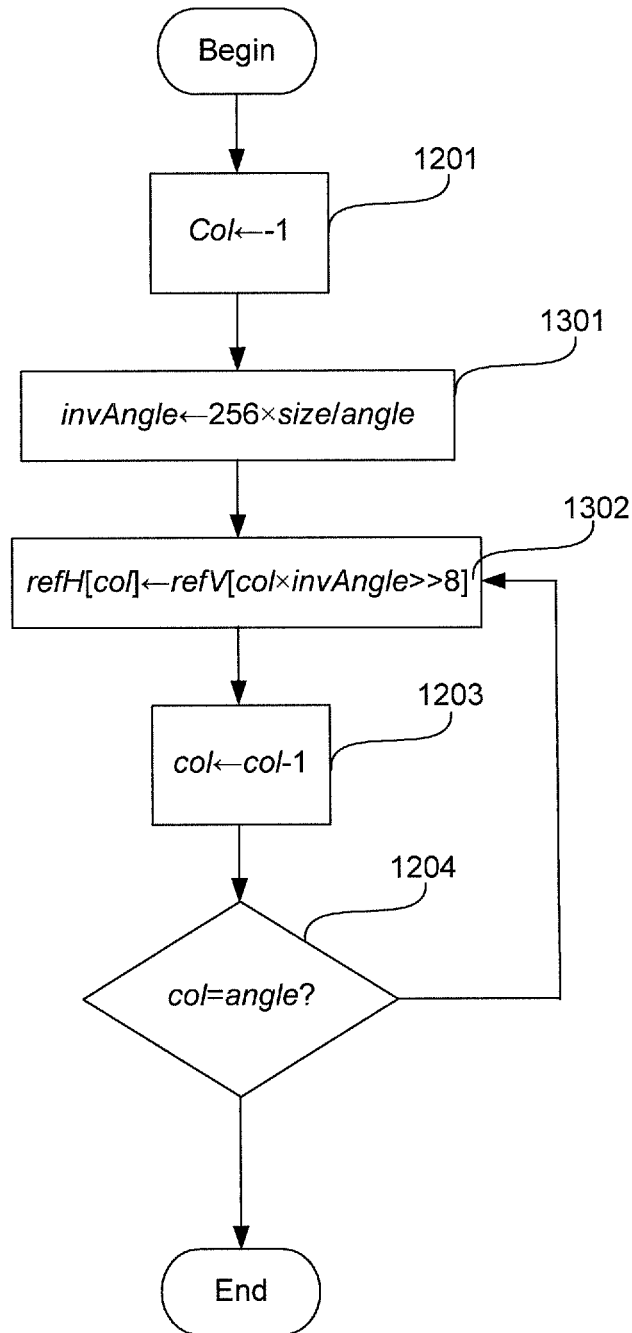 Begin
1201
Col←-1
1301
invAngle←256×size/angle
1302
refH[col]←refV[col×invAngle>>8]
1203
col←col-1
1204
col=angle?
End